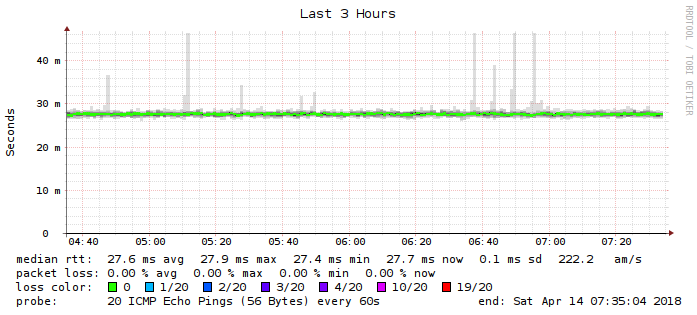 Last 3 Hours
RRDTOOL / TOBI OETIKER
Seconds
40 m
30 m
20 m
10 m
0
04:40 05:00 05:20 05:40 06:00 06:20 06:40 07:00 07:20
median rtt: 27.6 ms avg 27.9 ms max 27.4 ms min 27.7 ms now 0.1 ms sd 222.2 am/s
packet loss: 0.00 % avg 0.00 % max 0.00 % min 0.00 % now
loss color: 0 1/20 2/20 3/20 4/20 10/20 19/20
probe: 20 ICMP Echo Pings (56 Bytes) every 60s end: Sat Apr 14 07:35:04 2018